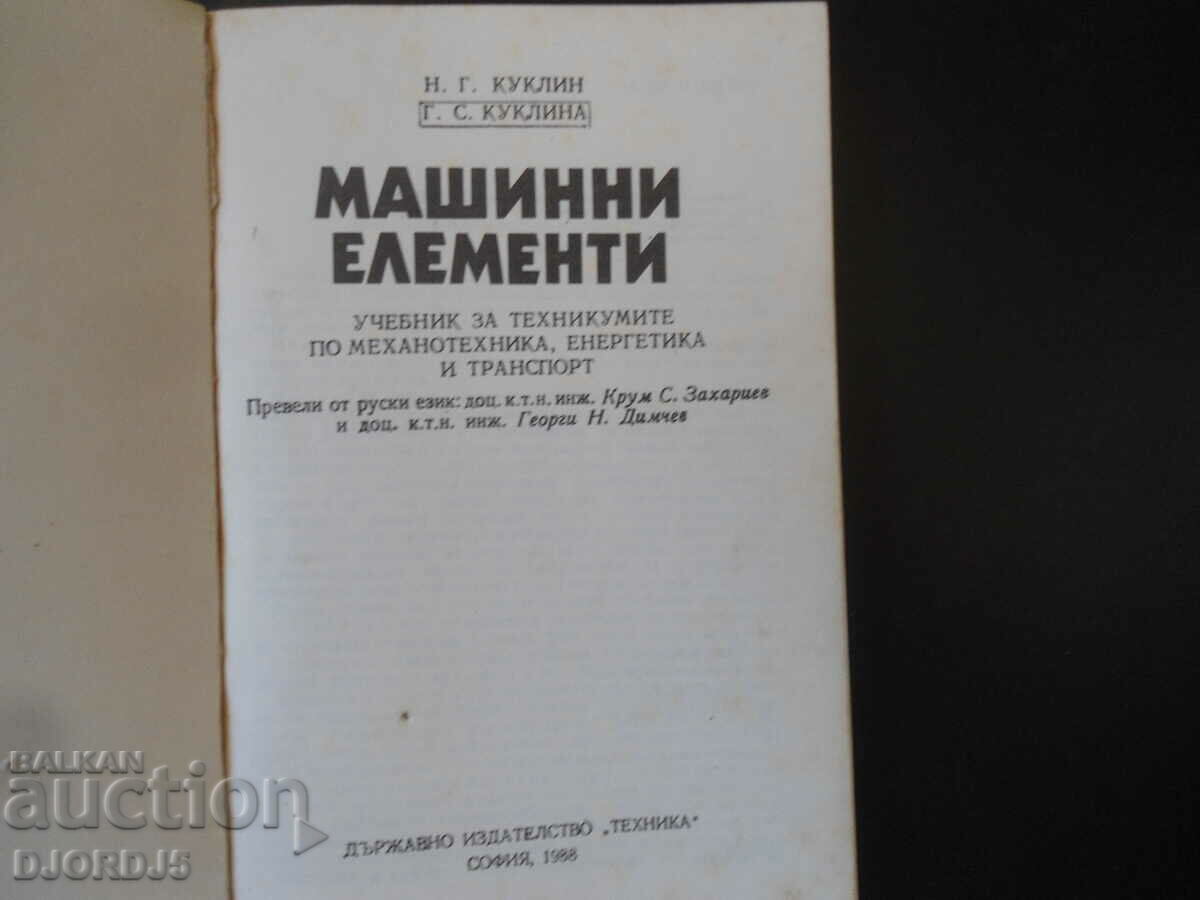 Н. Г. КУКЛИН
Г. С. КУКЛИНА
МАШИННИ
ЕЛЕМЕНТИ
УЧЕБНИК ЗА ТЕХНИКУМИТЕ
ПО МЕХАНОТЕХНИКА, ЕНЕРГЕТИКА
И ТРАНСПОРТ
Превели от руски език: доц. к.т.н. инж. Крум С. Захариев
и доц. к.т.н. инж. Георги Н. Димчев
ДЪРЖАВНО ИЗДАТЕЛСТВО „ТЕХНИКА"
СОФИЯ, 1988
BALKAN
auction
DJORDJ5